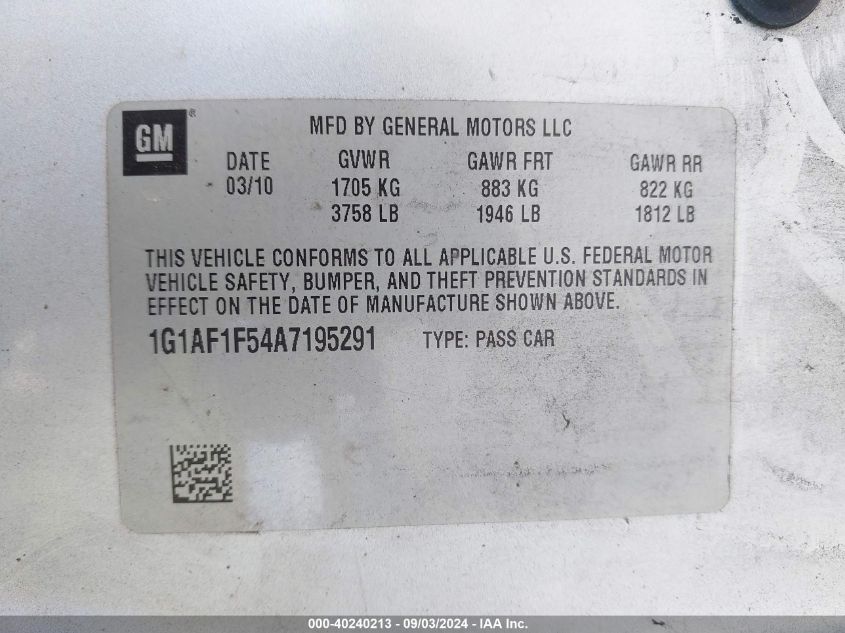 GM®
MFD BY GENERAL MOTORS LLC
DATE GVWR GAWR FRT GAWR RR
03/10 1705 KG 883 KG 822 KG
3758 LB 1946 LB 1812 LB
THIS VEHICLE CONFORMS TO ALL APPLICABLE U.S. FEDERAL MOTOR
VEHICLE SAFETY, BUMPER, AND THEFT PREVENTION STANDARDS IN
EFFECT ON THE DATE OF MANUFACTURE SHOWN ABOVE.
1G1AF1F54A7195291 TYPE: PASS CAR
000-40240213 - 09/03/2024 - IAA Inc.